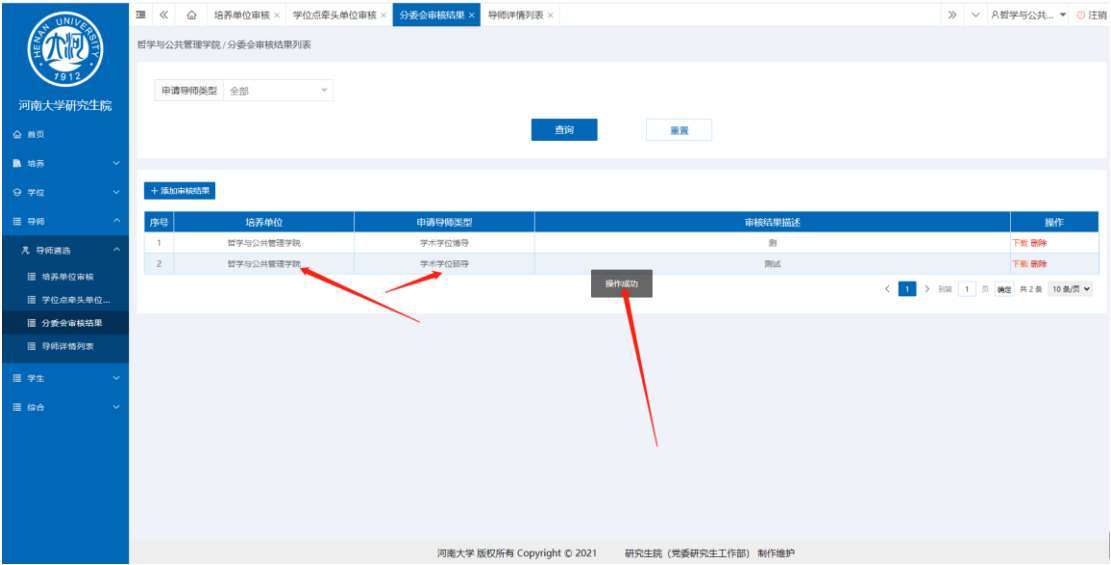 HENAN UNIVERSITY
1912
河南大学研究生院
首页
培养
学位
导师
导师遴选
培养单位审核
学位点牵头单位...
分委会审核结果
导师详情列表
学生
综合
培养单位审核 × 学位点牵头单位审核 × 分委会审核结果 × 导师详情列表 × 哲学与公共... 注销
哲学与公共管理学院/分委会审核结果列表
申请导师类型 全部
查询 重置
+ 添加审核结果
序号 培养单位 申请导师类型 审核结果描述 操作
1 哲学与公共管理学院 学术学位博导 测 下载 删除
2 哲学与公共管理学院 学术学位硕导 测试 下载 删除
操作成功
< 1 > 到第 1 页 确定 共 2 条 10 条/页
河南大学 版权所有 Copyright © 2021 研究生院(党委研究生工作部) 制作维护